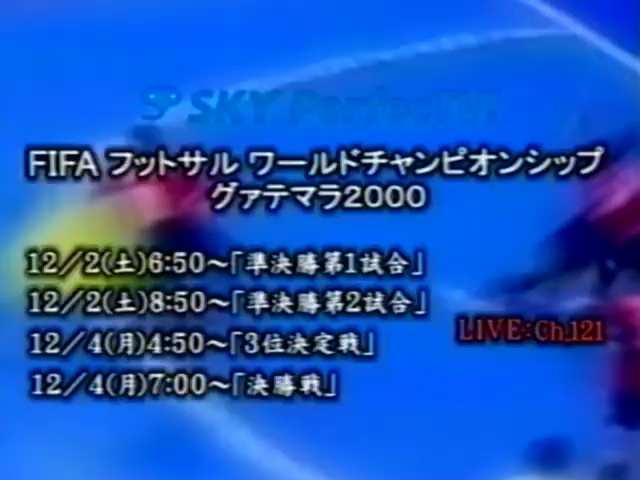 SKY PerfecTV!
FIFA フットサル ワールドチャンピオンシップ
グァテマラ2000
12/2(土)6:50~「準決勝第1試合」
12/2(土)8:50~「準決勝第2試合」
12/4(月)4:50~「3位決定戦」
12/4(月)7:00~「決勝戦」
LIVE:Ch.121